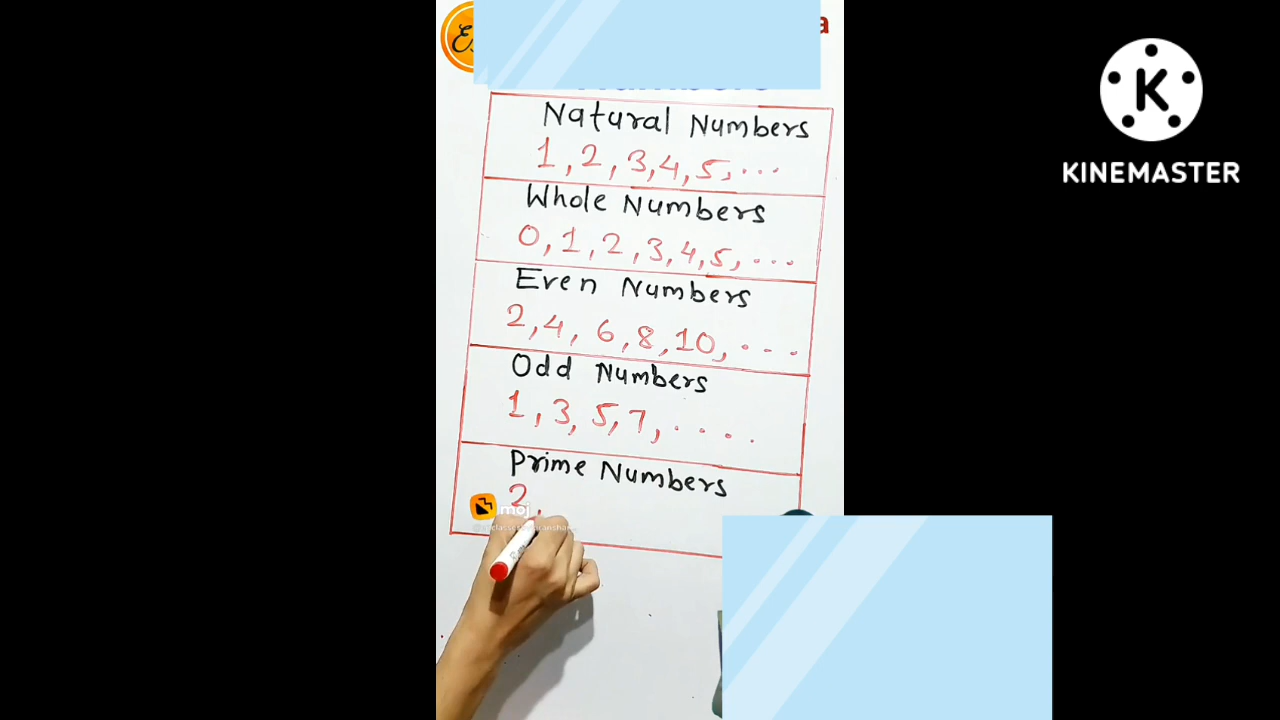 Natural Numbers
1, 2, 3, 4, 5, ...
Whole Numbers
0, 1, 2, 3, 4, 5, ...
Even Numbers
2, 4, 6, 8, 10, ...
Odd Numbers
1, 3, 5, 7, ....
Prime Numbers
2,
moj
KINEMASTER